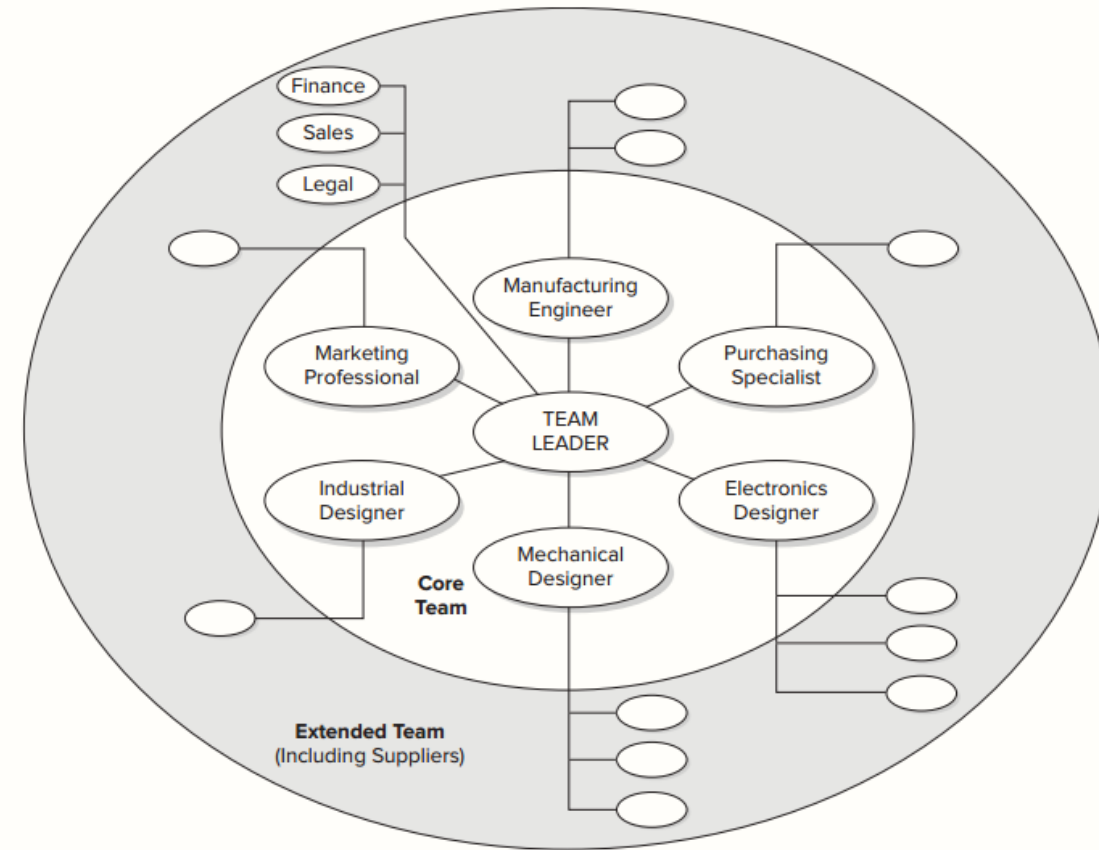 Finance
Sales
Legal
Manufacturing
Engineer
Marketing
Professional
Purchasing
Specialist
TEAM
LEADER
Industrial
Designer
Electronics
Designer
Mechanical
Designer
Core
Team
Extended Team
(Including Suppliers)